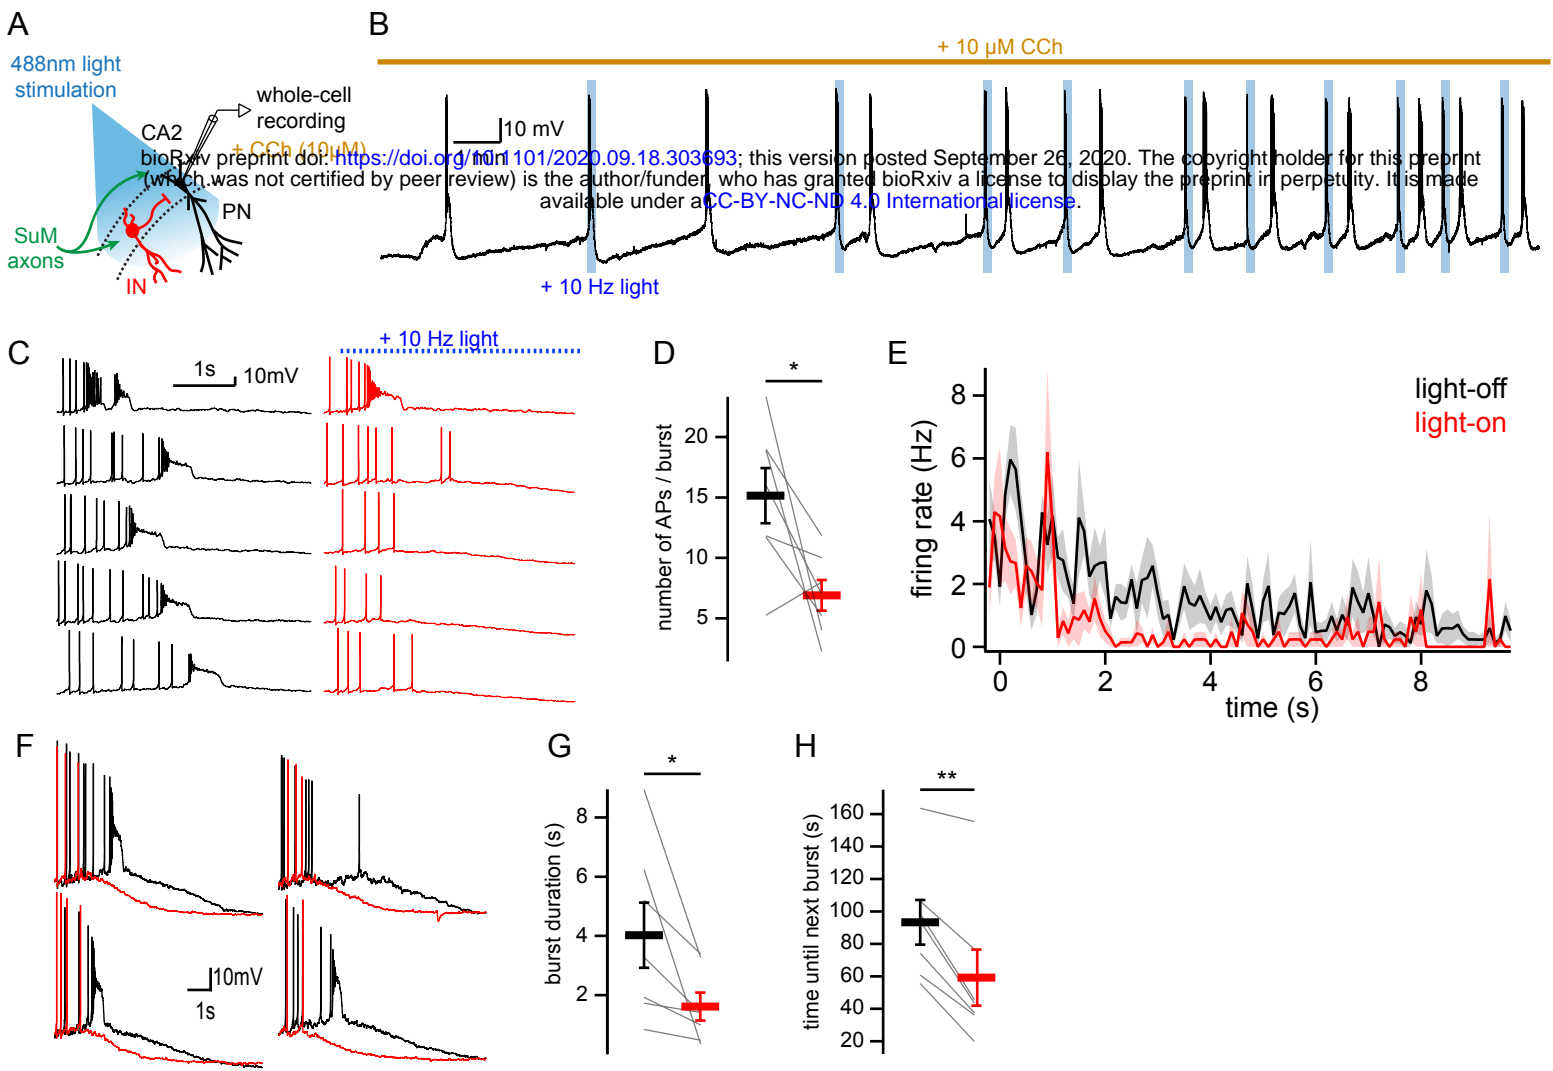 A
488nm light
stimulation
CA2
whole-cell
recording
+ CCh (10µM)
PN
SuM
axons
IN
B
+ 10 µM CCh
10 mV
1 min
+ 10 Hz light
bioRxiv preprint doi: https://doi.org/10.1101/2020.09.18.303693; this version posted September 26, 2020. The copyright holder for this preprint
(which was not certified by peer review) is the author/funder, who has granted bioRxiv a license to display the preprint in perpetuity. It is made
available under aCC-BY-NC-ND 4.0 International license.
C
1s
10mV
+ 10 Hz light
D
*
number of APs / burst
20
15
10
5
E
firing rate (Hz)
8
6
4
2
0
light-off
light-on
0 2 4 6 8
time (s)
F
10mV
1s
G
*
burst duration (s)
8
6
4
2
H
**
time until next burst (s)
160
140
120
100
80
60
40
20